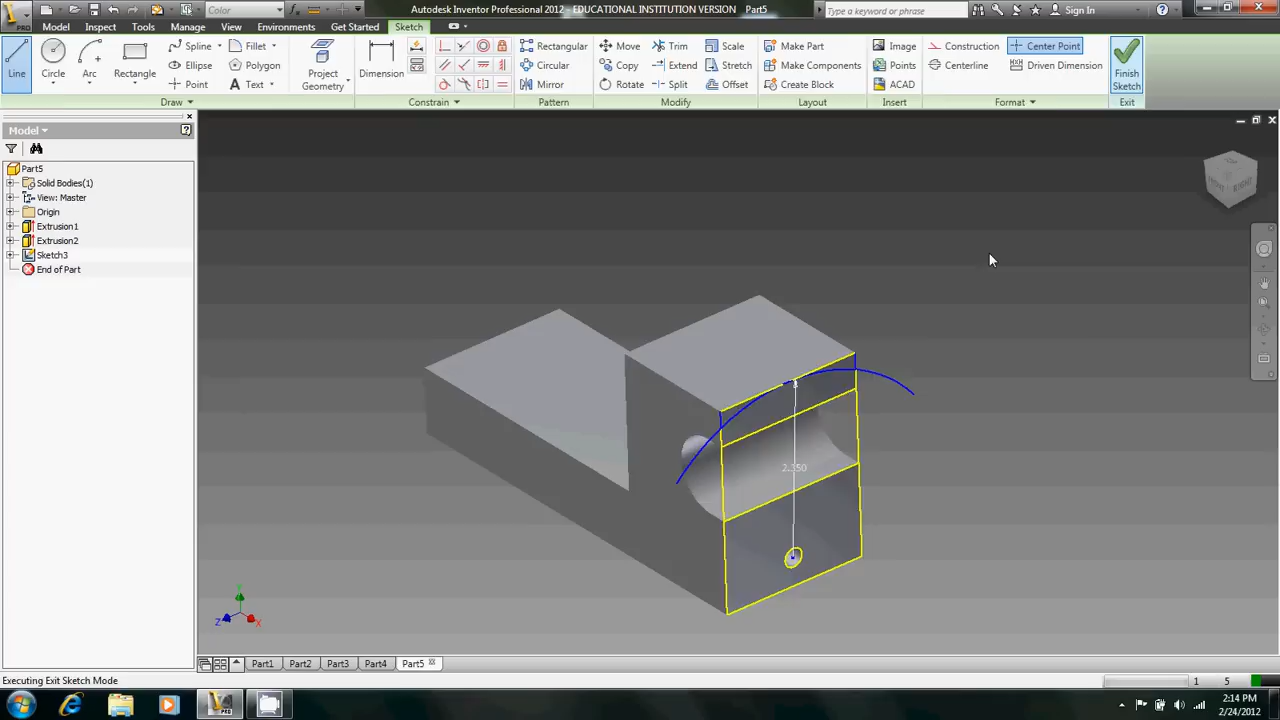 Color
Autodesk Inventor Professional 2012 - EDUCATIONAL INSTITUTION VERSION Part5
Type a keyword or phrase
Sign In
PRO
Model Inspect Tools Manage View Environments Get Started Sketch
Line
Circle
Arc
Rectangle
Spline
Ellipse
Point
Fillet
Polygon
Text
Project Geometry
Dimension
Rectangular
Circular
Mirror
Move
Copy
Rotate
Trim
Extend
Split
Scale
Stretch
Offset
Make Part
Make Components
Create Block
Image
Points
ACAD
Construction
Centerline
Center Point
Driven Dimension
Finish Sketch
Draw Constrain Pattern Modify Layout Insert Format Exit
Model
Part5
Solid Bodies(1)
View: Master
Origin
Extrusion1
Extrusion2
Sketch3
End of Part
Z
X
Part1 Part2 Part3 Part4 Part5
Executing Exit Sketch Mode
1 5
PRO
2:14 PM
2/24/2012